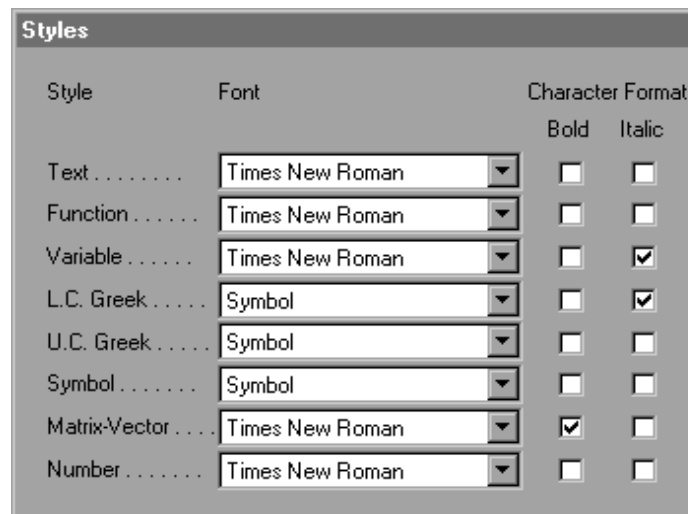 Styles
Style Font Character Format
Bold Italic
Text . . . . . . . . Times New Roman
Function . . . . . . Times New Roman
Variable . . . . . . Times New Roman
L.C. Greek . . . . . Symbol
U.C. Greek . . . . . Symbol
Symbol . . . . . . . Symbol
Matrix-Vector . . . . Times New Roman
Number . . . . . . . Times New Roman